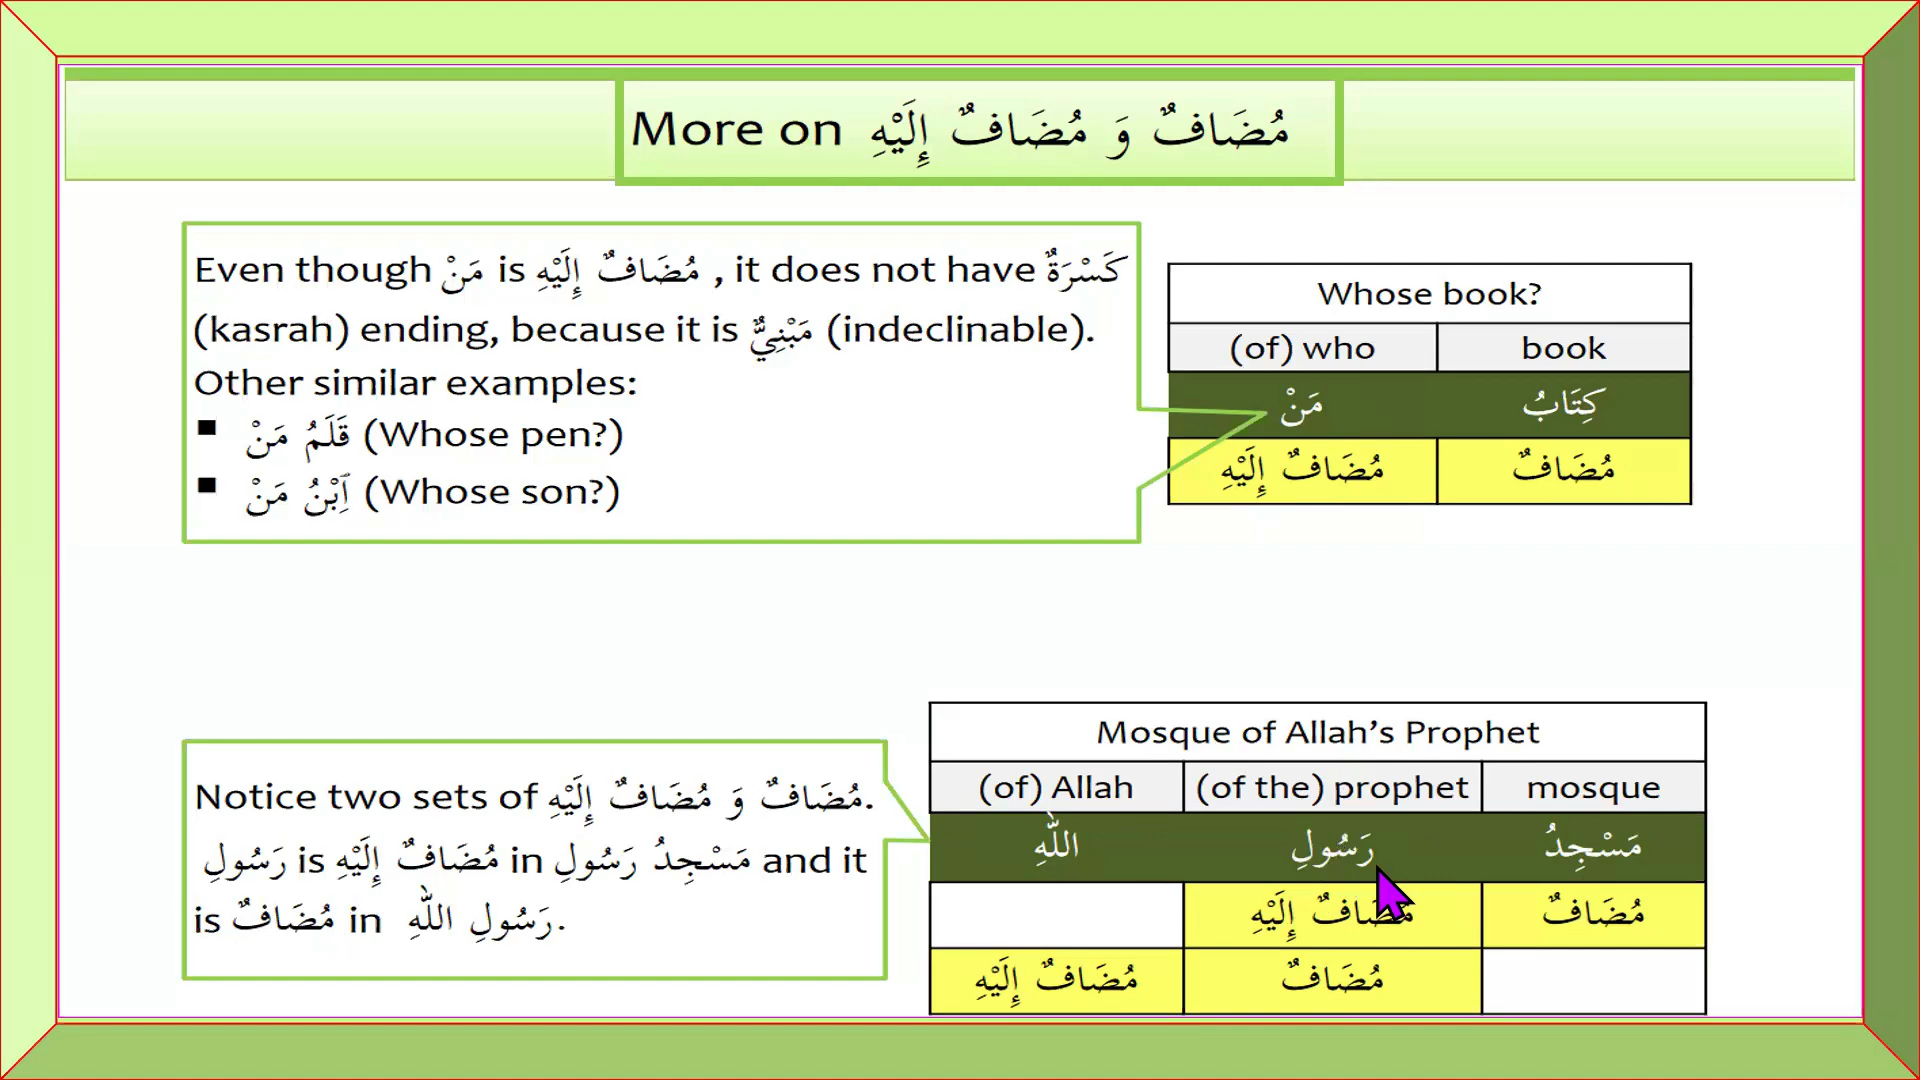 More on مُضَافٌ وَ مُضَافٌ إِلَيْهِ
Even though مَنْ is مُضَافٌ إِلَيْهِ , it does not have كَسْرَةٌ
(kasrah) ending, because it is مَبْنِيٌّ (indeclinable).
Other similar examples:
▪ قَلَمُ مَنْ (Whose pen?)
▪ اِبْنُ مَنْ (Whose son?)
Whose book?
(of) who book
كِتَابُ مَنْ
مُضَافٌ مُضَافٌ إِلَيْهِ
Notice two sets of مُضَافٌ وَ مُضَافٌ إِلَيْهِ.
رَسُولِ is مُضَافٌ إِلَيْهِ in مَسْجِدُ رَسُولِ and it
is مُضَافٌ in رَسُولِ اللّٰهِ.
Mosque of Allah’s Prophet
(of) Allah (of the) prophet mosque
مَسْجِدُ رَسُولِ اللّٰهِ
مُضَافٌ مُضَافٌ إِلَيْهِ
مُضَافٌ مُضَافٌ إِلَيْهِ